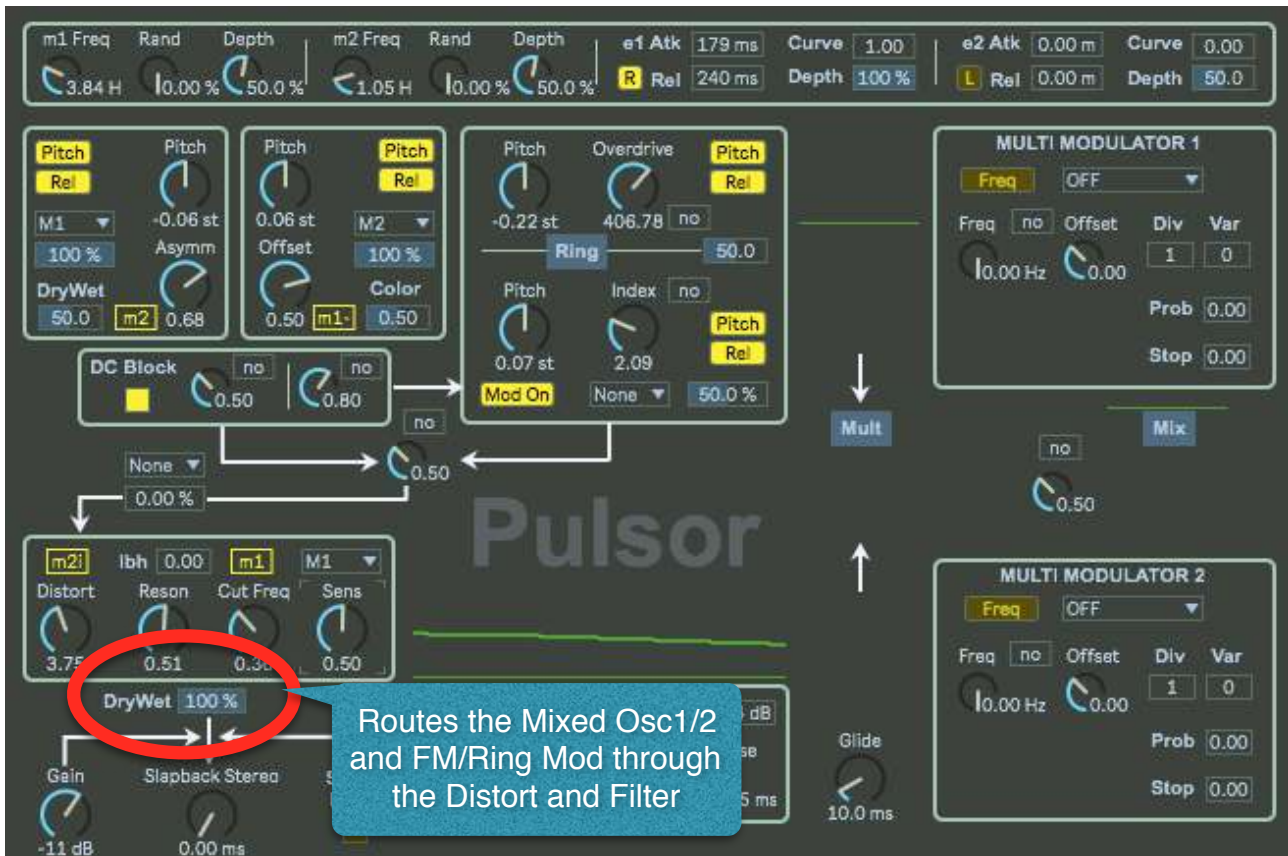 m1 Freq Rand Depth m2 Freq Rand Depth e1 Atk 179 ms Curve 1.00 e2 Atk 0.00 m Curve 0.00
3.84 H 0.00 % 50.0 % 1.05 H 0.00 % 50.0 % R Rel 240 ms Depth 100 % L Rel 0.00 m Depth 50.0
Pitch Pitch
Rel
M1 -0.06 st
100 % Asymm
DryWet
50.0 m2 0.68
Pitch Pitch
Rel
0.06 st M2
Offset 100 %
Color
0.50 m1- 0.50
Pitch Overdrive Pitch
Rel
-0.22 st 406.78 no
Ring 50.0
Pitch Index no
Pitch
0.07 st 2.09 Rel
Mod On None 50.0 %
DC Block no no
0.50 0.80
no
0.50
None
0.00 %
MULTI MODULATOR 1
Freq OFF
Freq no Offset Div Var
0.00 Hz 0.00 1 0
Prob 0.00
Stop 0.00
Mult
Mix
no
0.50
Pulsor
m2i lbh 0.00 m1 M1
Distort Reson Cut Freq Sens
3.75 0.51 0.50
DryWet 100 %
Routes the Mixed Osc1/2
and FM/Ring Mod through
the Distort and Filter
dB
5 ms
Gain Slapback Stereo
-11 dB 0.00 ms
Glide
10.0 ms
MULTI MODULATOR 2
Freq OFF
Freq no Offset Div Var
0.00 Hz 0.00 1 0
Prob 0.00
Stop 0.00